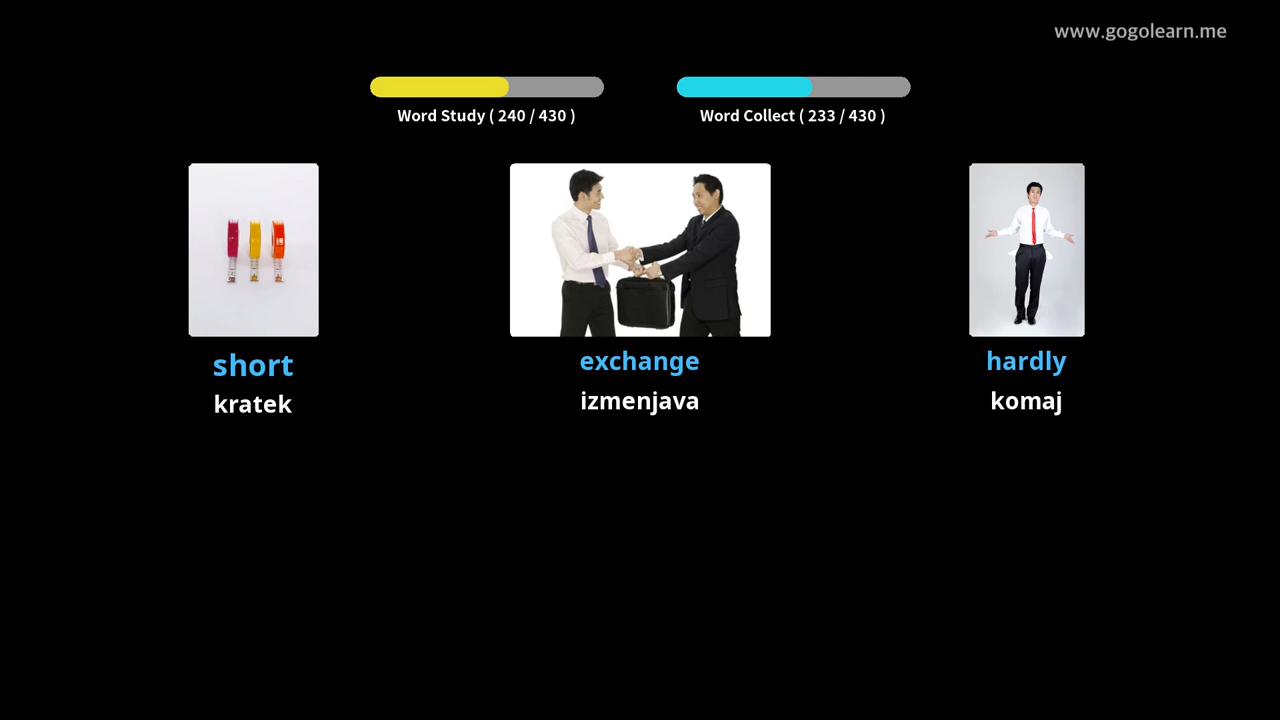 www.gogolearn.me
Word Study ( 240 / 430 )
Word Collect ( 233 / 430 )
short
kratek
exchange
izmenjava
hardly
komaj